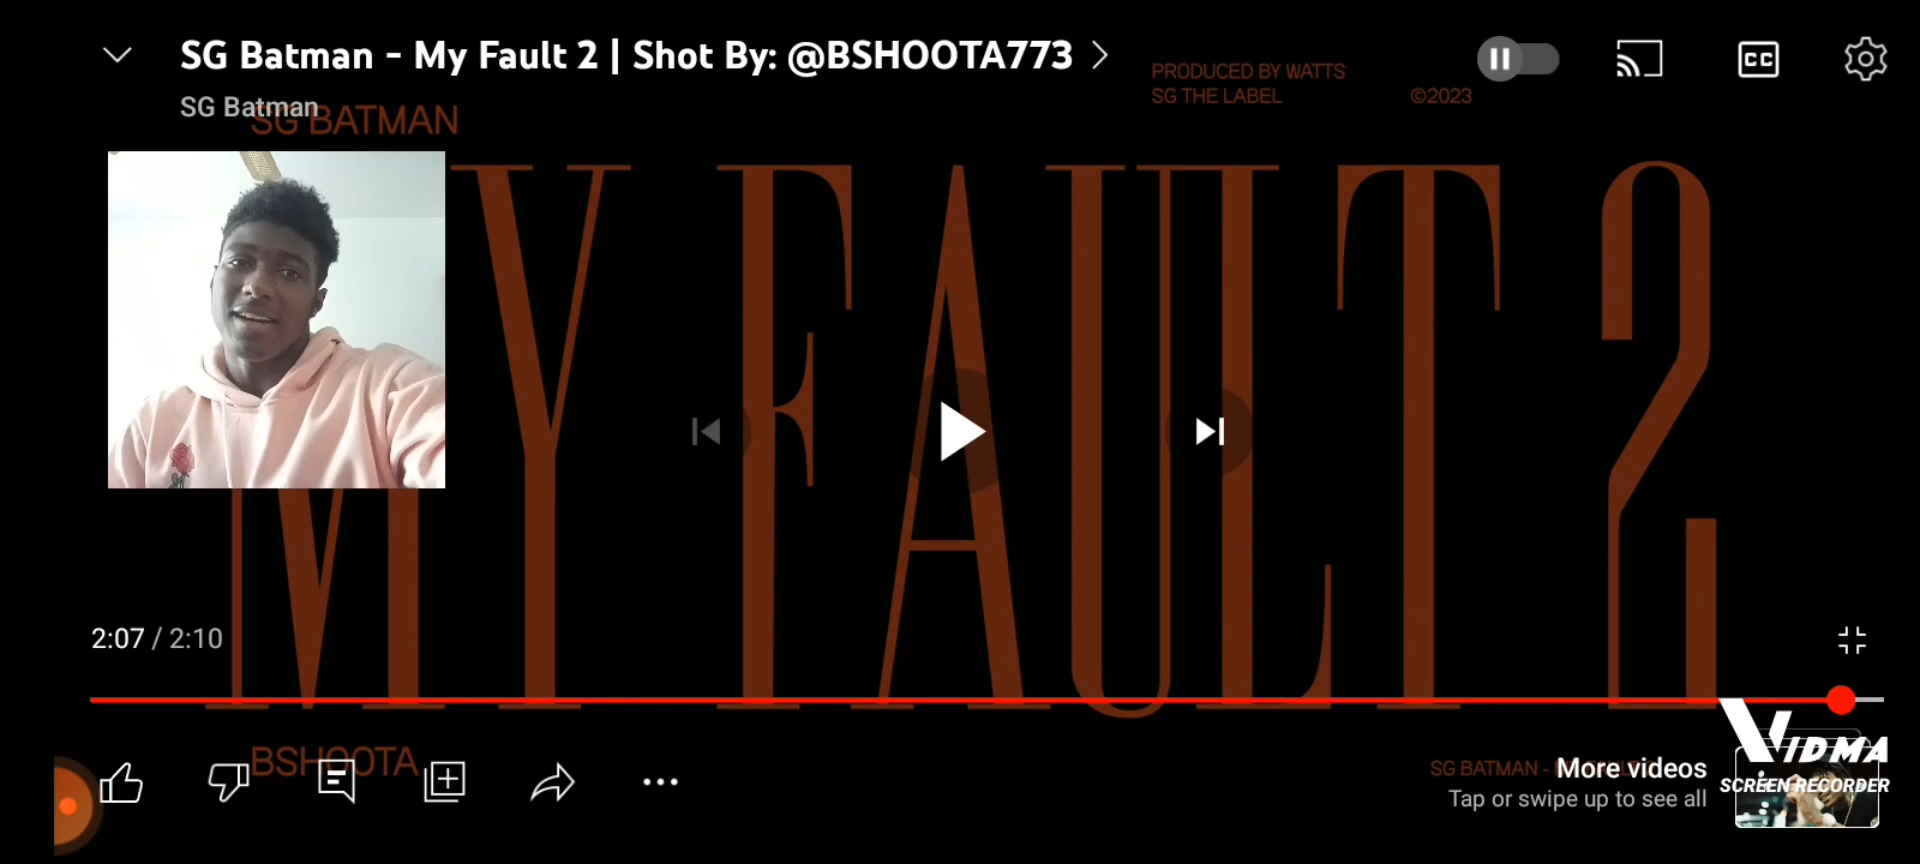 SG Batman - My Fault 2 | Shot By: @BSHOOTA773
SG Batman
SG BATMAN
PRODUCED BY WATTS
SG THE LABEL
©2023
CC
MY FAULT 2
2:07 / 2:10
BSHOOTA
SG BATMAN -
More videos
Tap or swipe up to see all
VIDMA
SCREEN RECORDER